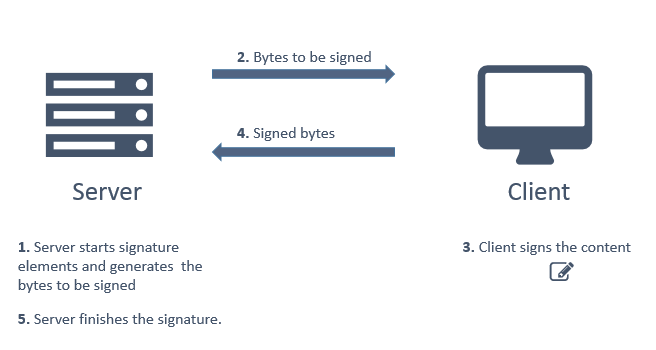 2. Bytes to be signed
4. Signed bytes
Server
Client
1. Server starts signature
elements and generates the
bytes to be signed
3. Client signs the content
5. Server finishes the signature.